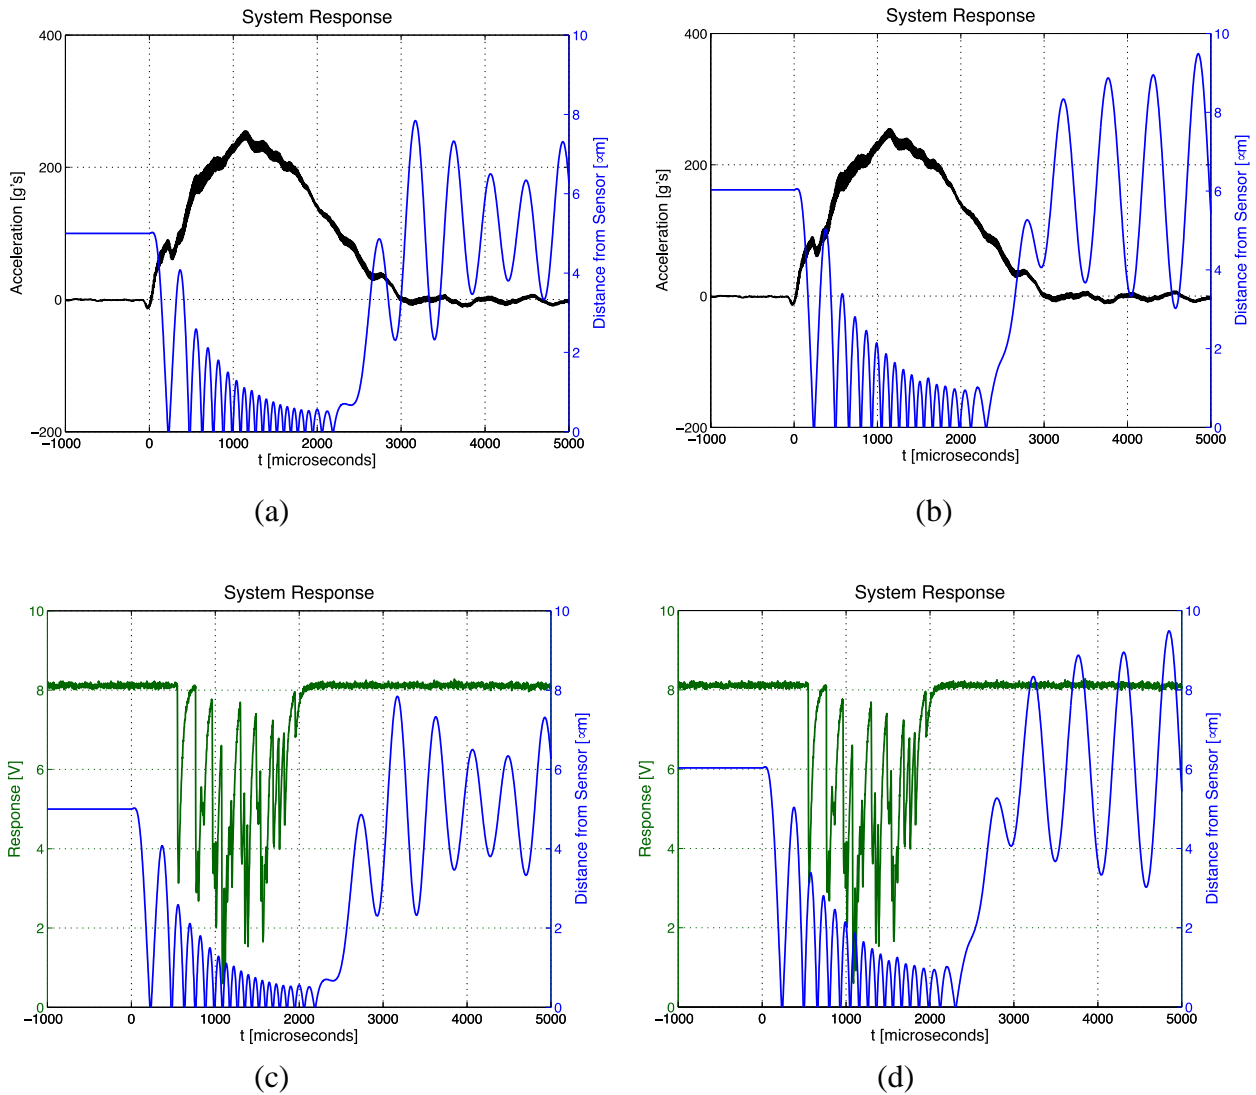 System Response
System Response
400
200
0
−200
Acceleration [g's]
10
8
6
4
2
0
Distance from Sensor [∝m]
−1000 0 1000 2000 3000 4000 5000
t [microseconds]
400
200
0
−200
Acceleration [g's]
10
8
6
4
2
0
Distance from Sensor [∝m]
−1000 0 1000 2000 3000 4000 5000
t [microseconds]
(a)
(b)
System Response
System Response
10
8
6
4
2
0
Response [V]
10
8
6
4
2
0
Distance from Sensor [∝m]
−1000 0 1000 2000 3000 4000 5000
t [microseconds]
10
8
6
4
2
0
Response [V]
10
8
6
4
2
0
Distance from Sensor [∝m]
−1000 0 1000 2000 3000 4000 5000
t [microseconds]
(c)
(d)